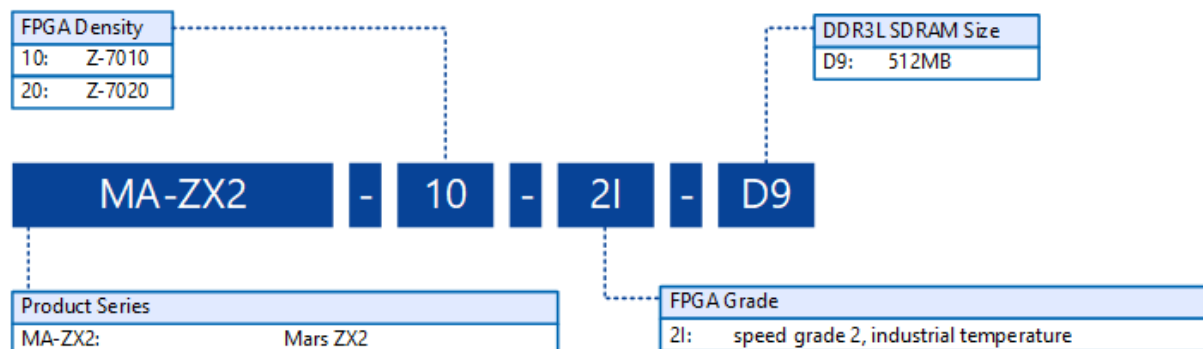 FPGA Density
10: Z-7010
20: Z-7020
DDR3L SDRAM Size
D9: 512MB
MA-ZX2 - 10 - 2I - D9
Product Series
MA-ZX2: Mars ZX2
FPGA Grade
2I: speed grade 2, industrial temperature